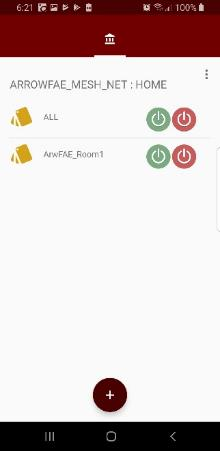 6:21
100%
ARROWFAE_MESH_NET : HOME
ALL
ArwFAE_Room1